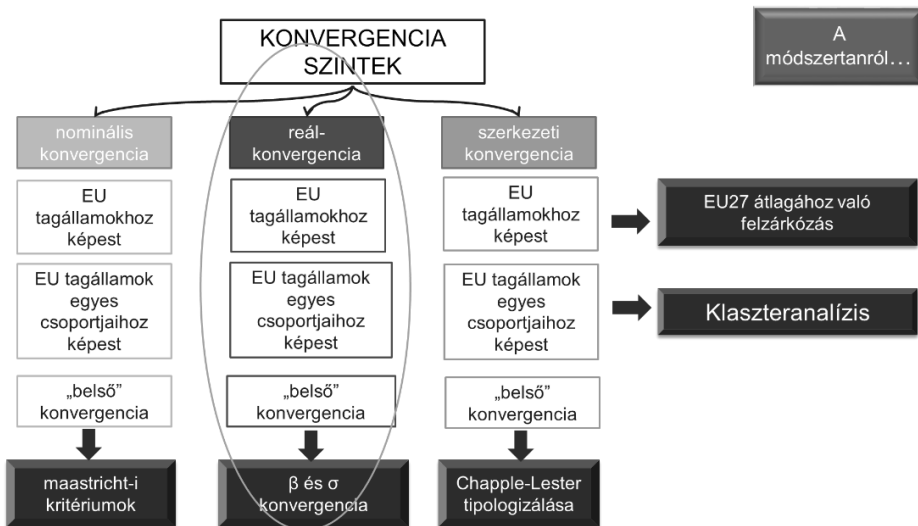 KONVERGENCIA
SZINTEK
A
módszertanról…
nominális
konvergencia
EU
tagállamokhoz
képest
EU tagállamok
egyes
csoportjaihoz
képest
„belső”
konvergencia
maastricht-i
kritériumok
reál-
konvergencia
EU
tagállamokhoz
képest
EU tagállamok
egyes
csoportjaihoz
képest
„belső”
konvergencia
β és σ
konvergencia
szerkezeti
konvergencia
EU
tagállamokhoz
képest
EU tagállamok
egyes
csoportjaihoz
képest
„belső”
konvergencia
Chapple-Lester
tipologizálása
EU27 átlagához való
felzárkózás
Klaszteranalízis